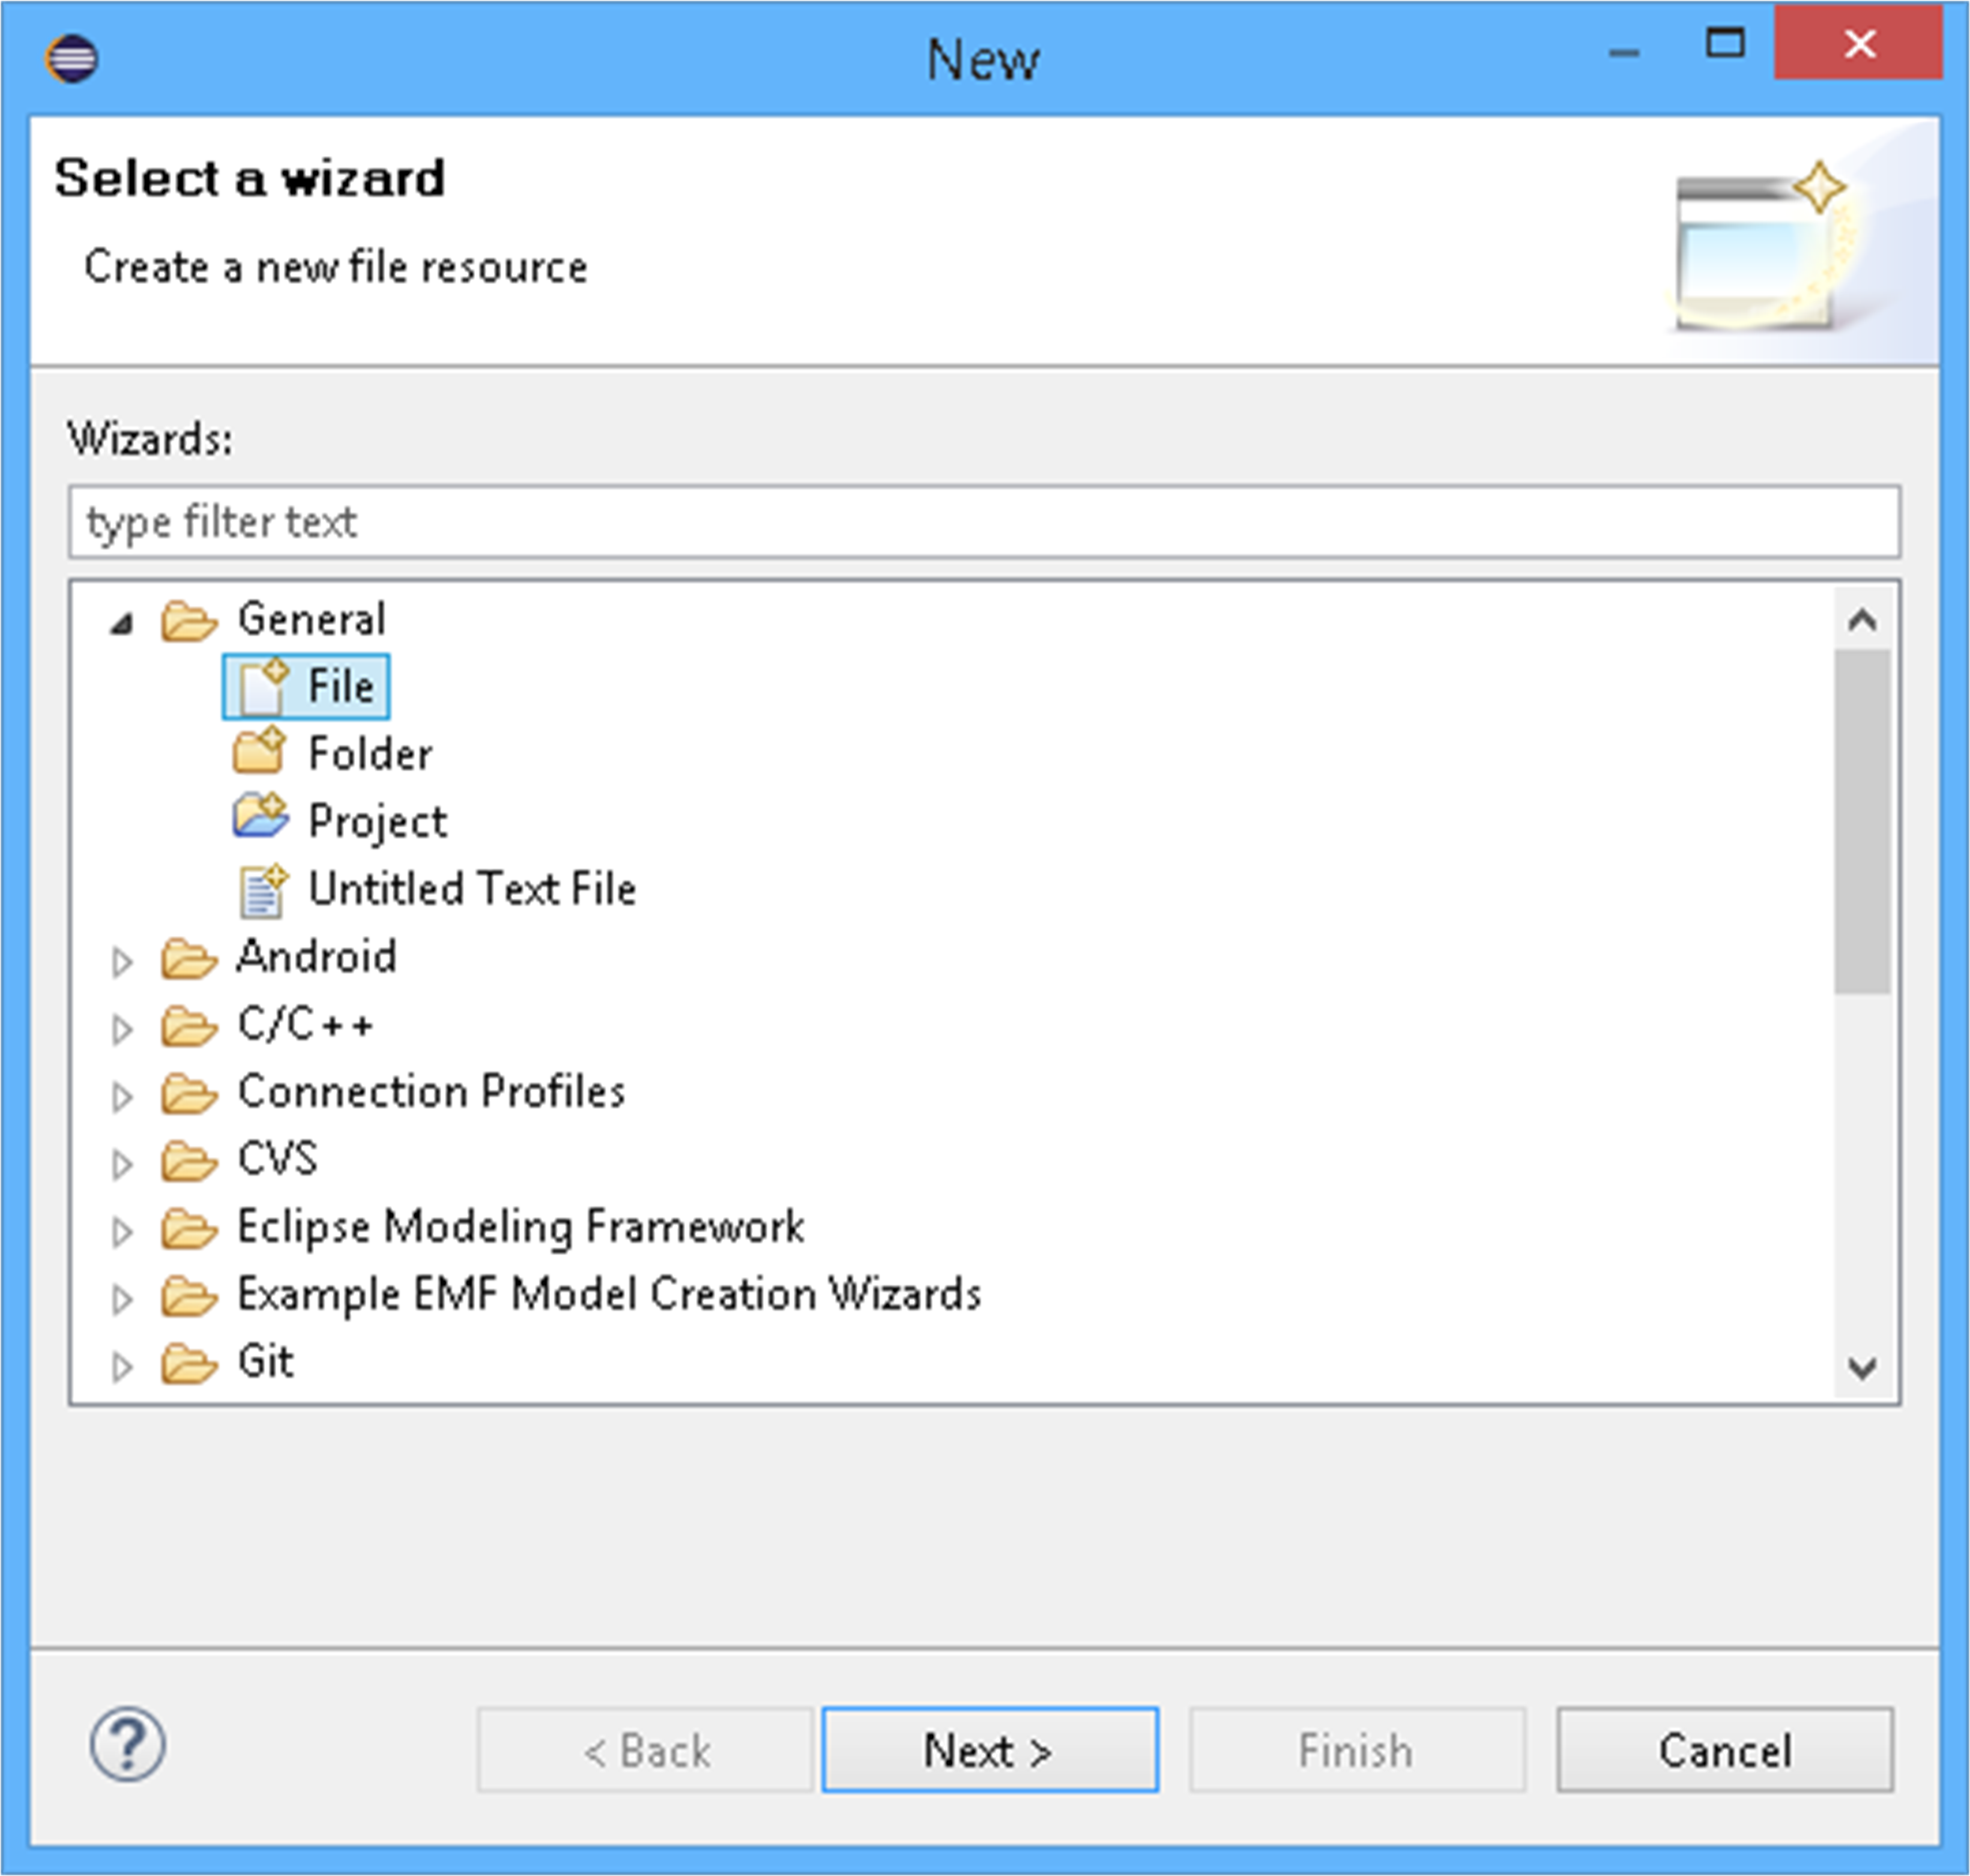 New
Select a wizard
Create a new file resource
Wizards:
type filter text
General
File
Folder
Project
Untitled Text File
Android
C/C++
Connection Profiles
CVS
Eclipse Modeling Framework
Example EMF Model Creation Wizards
Git
? < Back Next > Finish Cancel